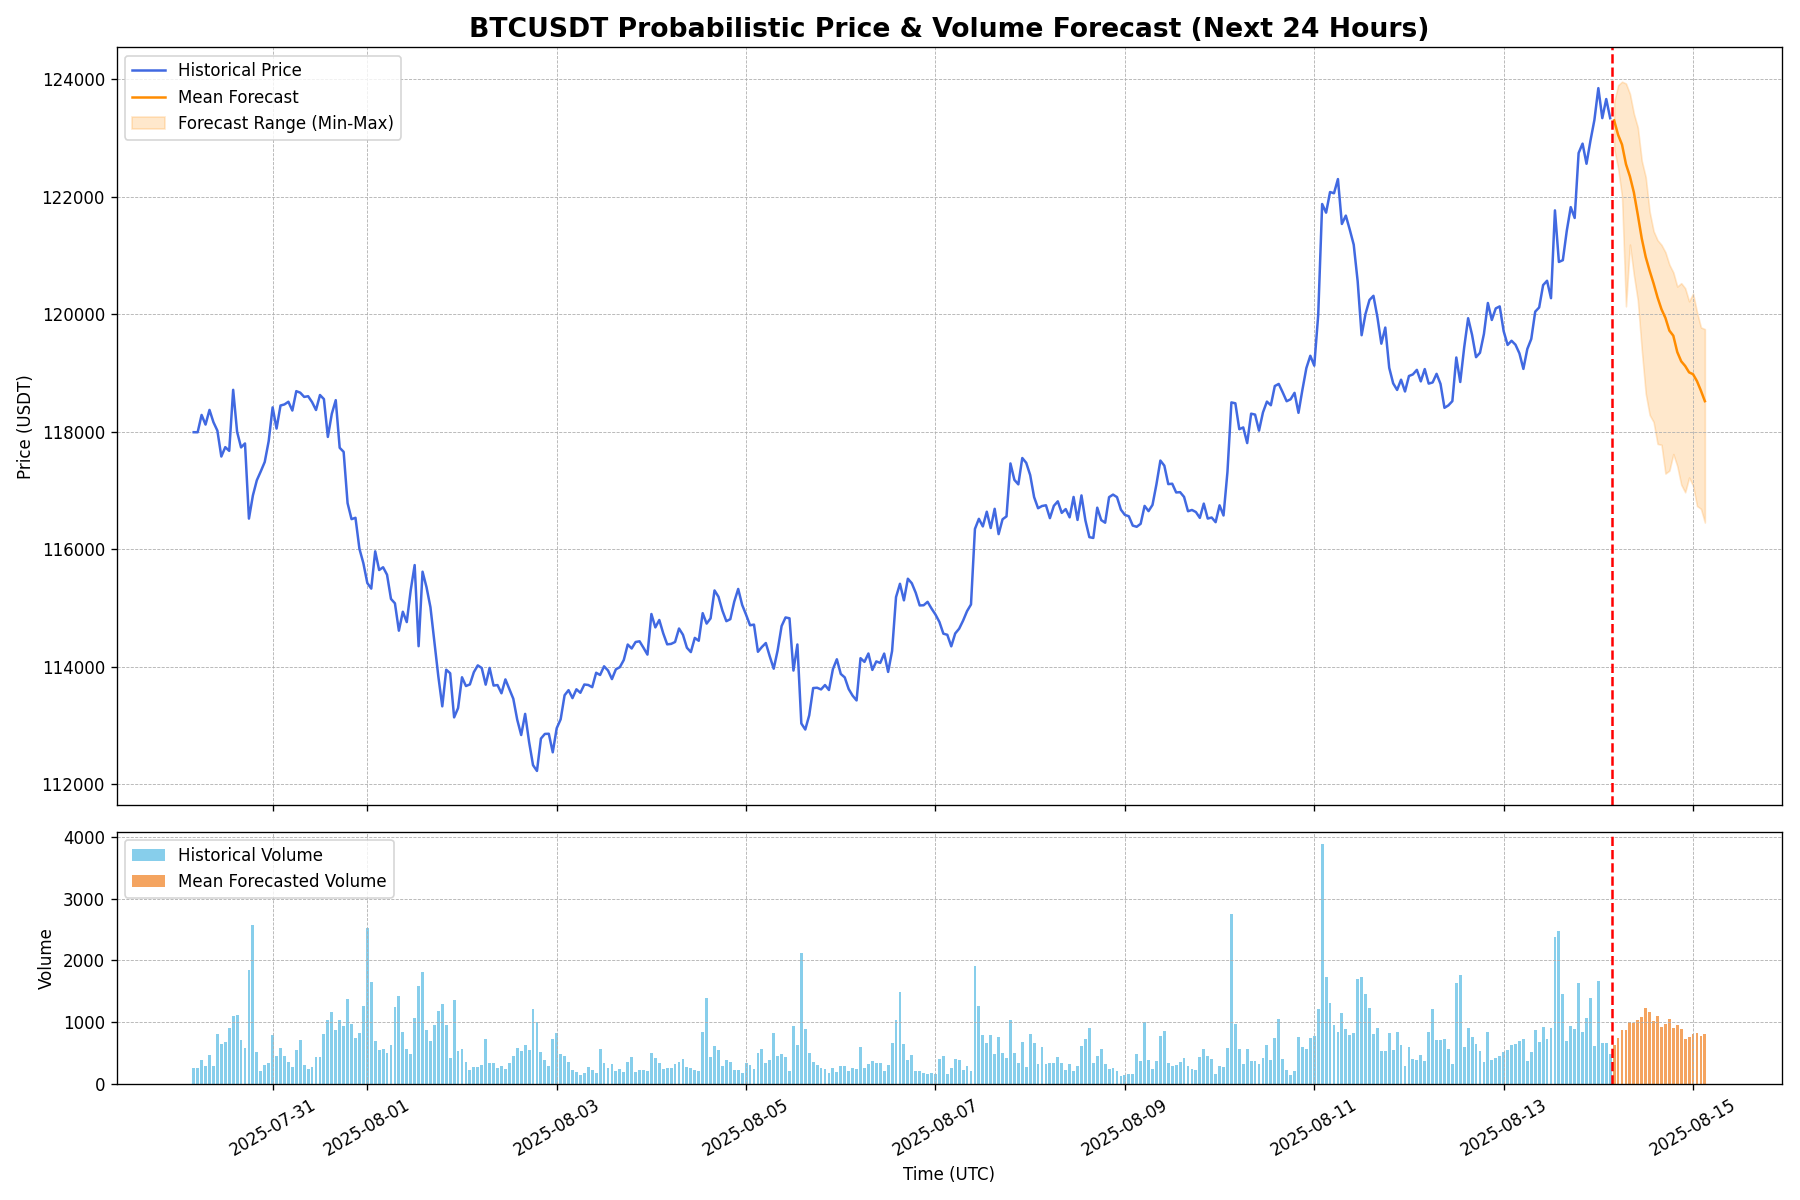 BTCUSDT Probabilistic Price & Volume Forecast (Next 24 Hours)
Historical Price
Mean Forecast
Forecast Range (Min-Max)
124000
122000
120000
118000
116000
114000
112000
Price (USDT)
Historical Volume
Mean Forecasted Volume
4000
3000
2000
1000
0
Volume
2025-07-31
2025-08-01
2025-08-03
2025-08-05
2025-08-07
2025-08-09
2025-08-11
2025-08-13
2025-08-15
Time (UTC)